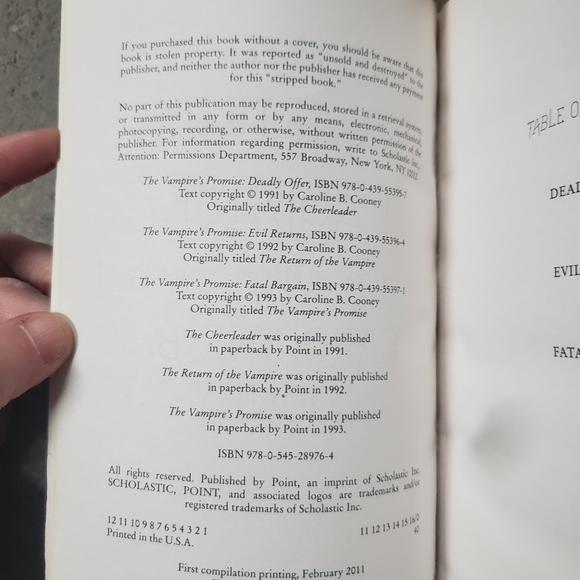 If you purchased this book without a cover, you should be aware that this
book is stolen property. It was reported as "unsold and destroyed" to the
publisher, and neither the author nor the publisher has received any payment
for this "stripped book."
No part of this publication may be reproduced, stored in a retrieval system,
or transmitted in any form or by any means, electronic, mechanical,
photocopying, recording, or otherwise, without written permission of the
publisher. For information regarding permission, write to Scholastic Inc.,
Attention: Permissions Department, 557 Broadway, New York, NY 10012.
The Vampire's Promise: Deadly Offer, ISBN 978-0-439-55395-7
Text copyright © 1991 by Caroline B. Cooney
Originally titled The Cheerleader
The Vampire's Promise: Evil Returns, ISBN 978-0-439-55396-4
Text copyright © 1992 by Caroline B. Cooney
Originally titled The Return of the Vampire
The Vampire's Promise: Fatal Bargain, ISBN 978-0-439-55397-1
Text copyright © 1993 by Caroline B. Cooney
Originally titled The Vampire's Promise
The Cheerleader was originally published
in paperback by Point in 1991.
The Return of the Vampire was originally published
in paperback by Point in 1992.
The Vampire's Promise was originally published
in paperback by Point in 1993.
ISBN 978-0-545-28976-4
All rights reserved. Published by Point, an imprint of Scholastic Inc.
SCHOLASTIC, POINT, and associated logos are trademarks and/or
registered trademarks of Scholastic Inc.
12 11 10 9 8 7 6 5 4 3 2 1 11 12 13 14 15 16/0
Printed in the U.S.A. 40
First compilation printing, February 2011
TABLE O
DEAD
EVIL
FATA